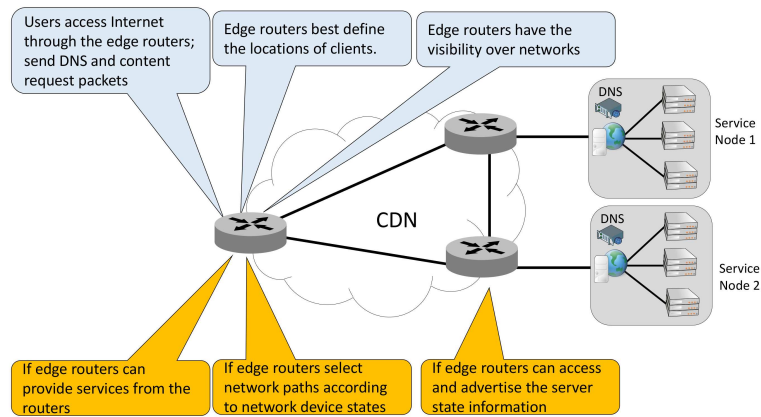 Users access Internet
through the edge routers;
send DNS and content
request packets
Edge routers best define
the locations of clients.
Edge routers have the
visibility over networks
DNS
Service
Node 1
CDN
DNS
Service
Node 2
If edge routers can
provide services from the
routers
If edge routers select
network paths according
to network device states
If edge routers can access
and advertise the server
state information